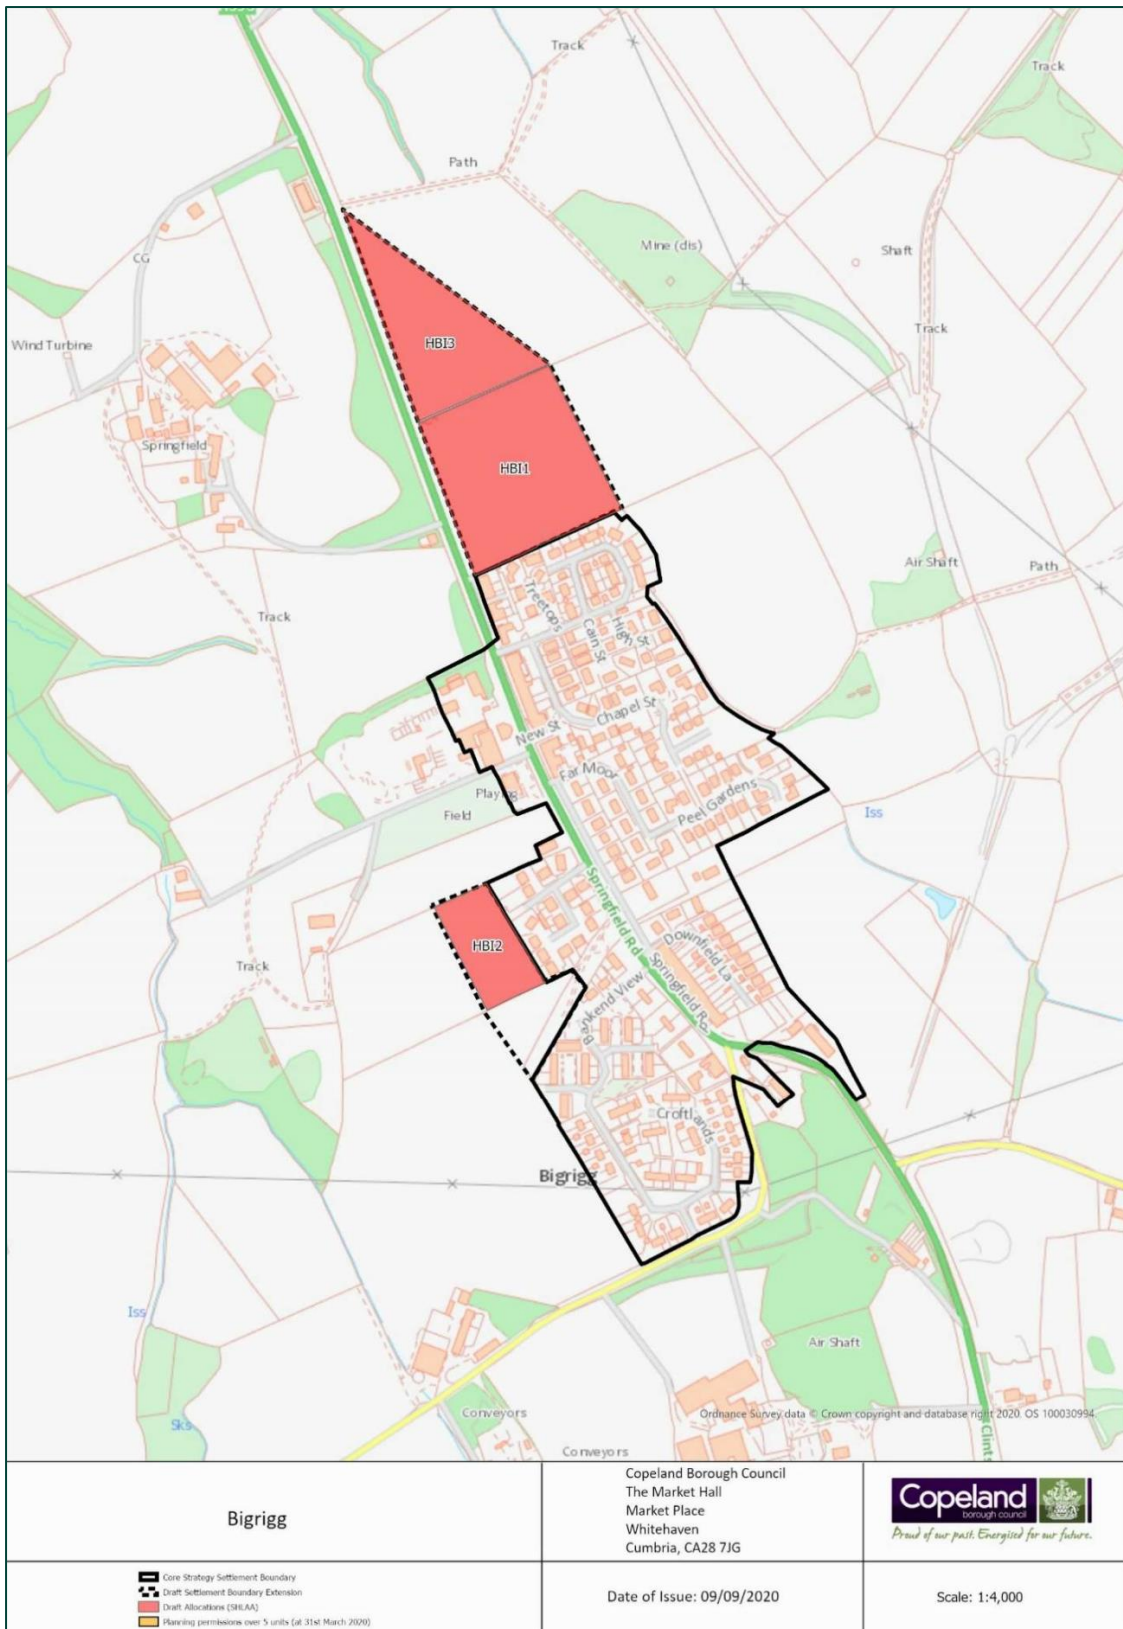 Track
Track
Path
Mine (dis)
Shaft
CG
Track
Wind Turbine
HBI3
Springfield
HBI1
Air Shaft
Path
Track
Treetops
High St
Cain St
Chapel St
New St
Far Moor
Playing
Field
Peel Gardens
Iss
Springfield Rd
HBI2
Downfield La
Track
Springfield Rd
Bankend View
Croftlands
Bigrigg
Iss
Air Shaft
Sks
Conveyors
Ordnance Survey data © Crown copyright and database right 2020. OS 100030994
Clints
Conveyors
Bigrigg
Copeland Borough Council
The Market Hall
Market Place
Whitehaven
Cumbria, CA28 7JG
Copeland
borough council
Proud of our past. Energised for our future.
Core Strategy Settlement Boundary
Draft Settlement Boundary Extension
Draft Allocations (SHLAA)
Planning permissions over 5 units (at 31st March 2020)
Date of Issue: 09/09/2020
Scale: 1:4,000